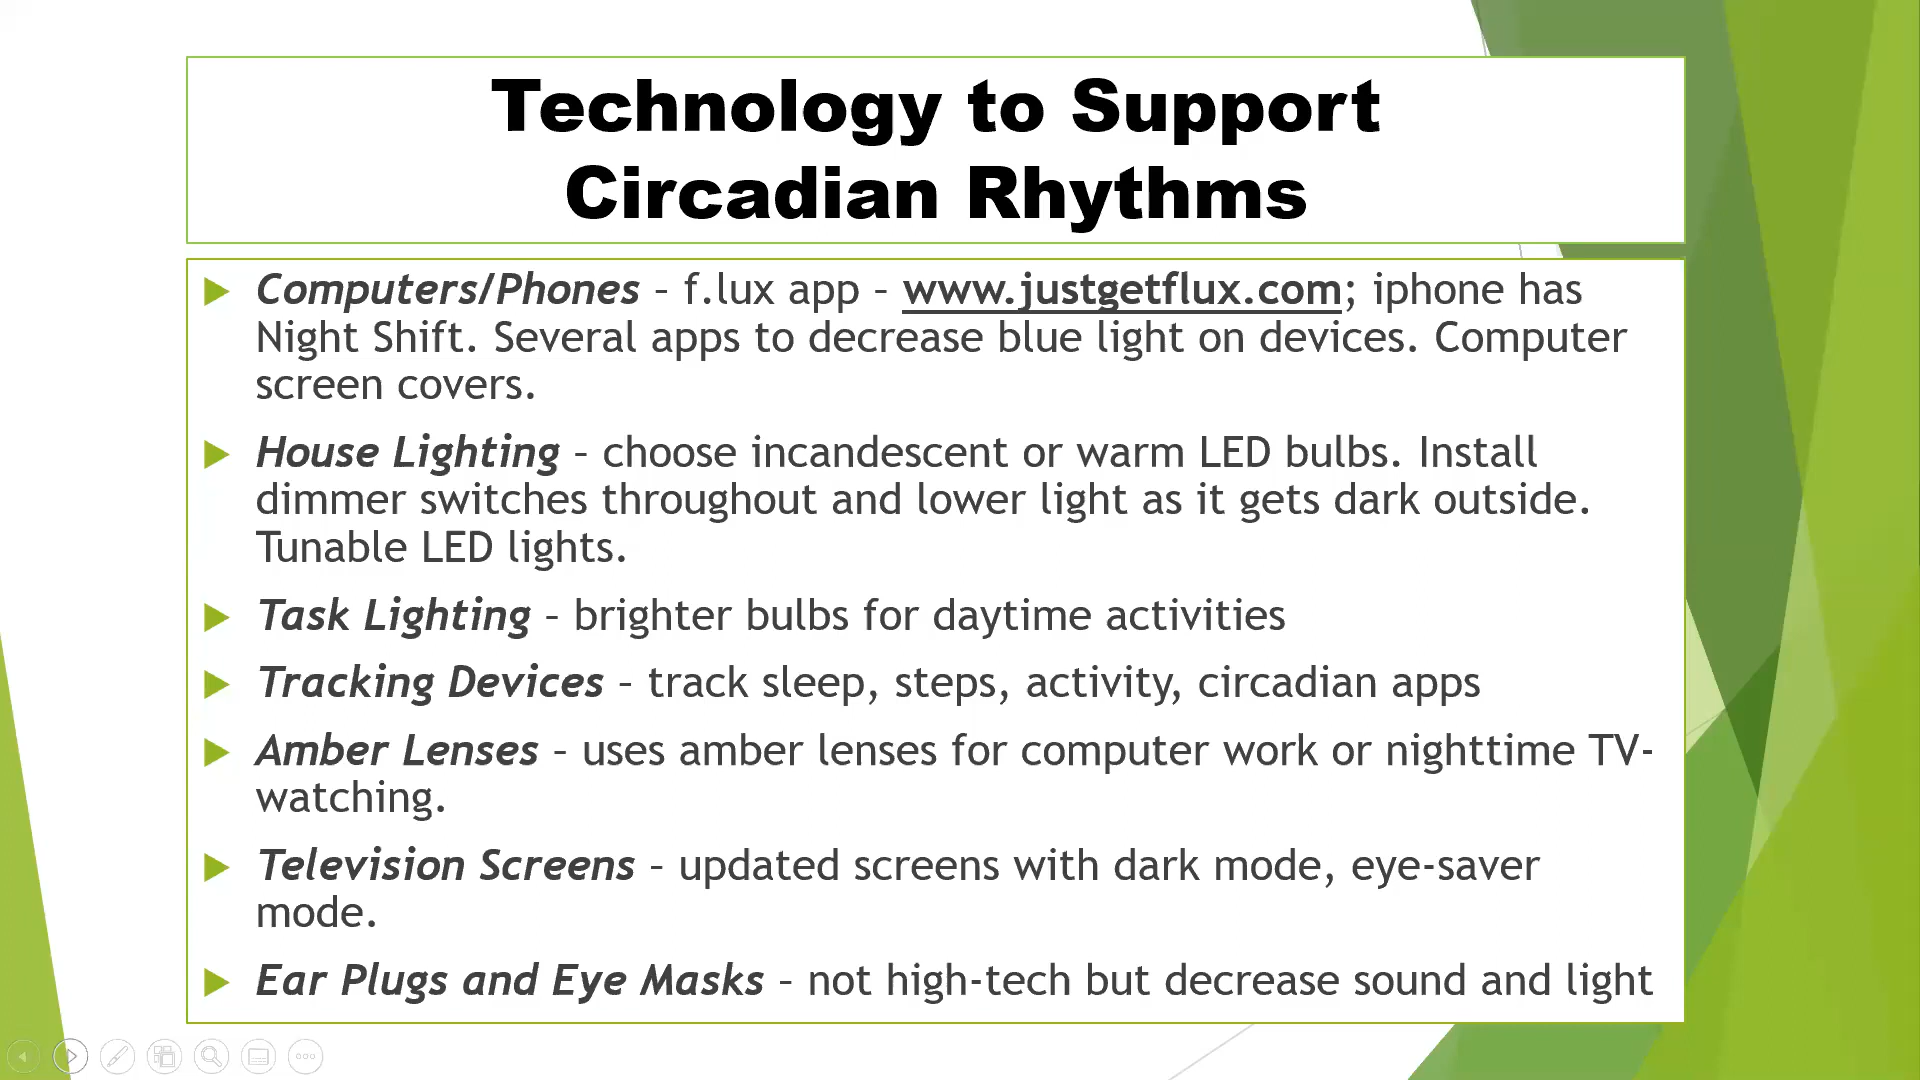 Technology to Support
Circadian Rhythms
Computers/Phones – f.lux app – www.justgetflux.com; iphone has
Night Shift. Several apps to decrease blue light on devices. Computer
screen covers.
House Lighting – choose incandescent or warm LED bulbs. Install
dimmer switches throughout and lower light as it gets dark outside.
Tunable LED lights.
Task Lighting – brighter bulbs for daytime activities
Tracking Devices – track sleep, steps, activity, circadian apps
Amber Lenses – uses amber lenses for computer work or nighttime TV-
watching.
Television Screens – updated screens with dark mode, eye-saver
mode.
Ear Plugs and Eye Masks – not high-tech but decrease sound and light